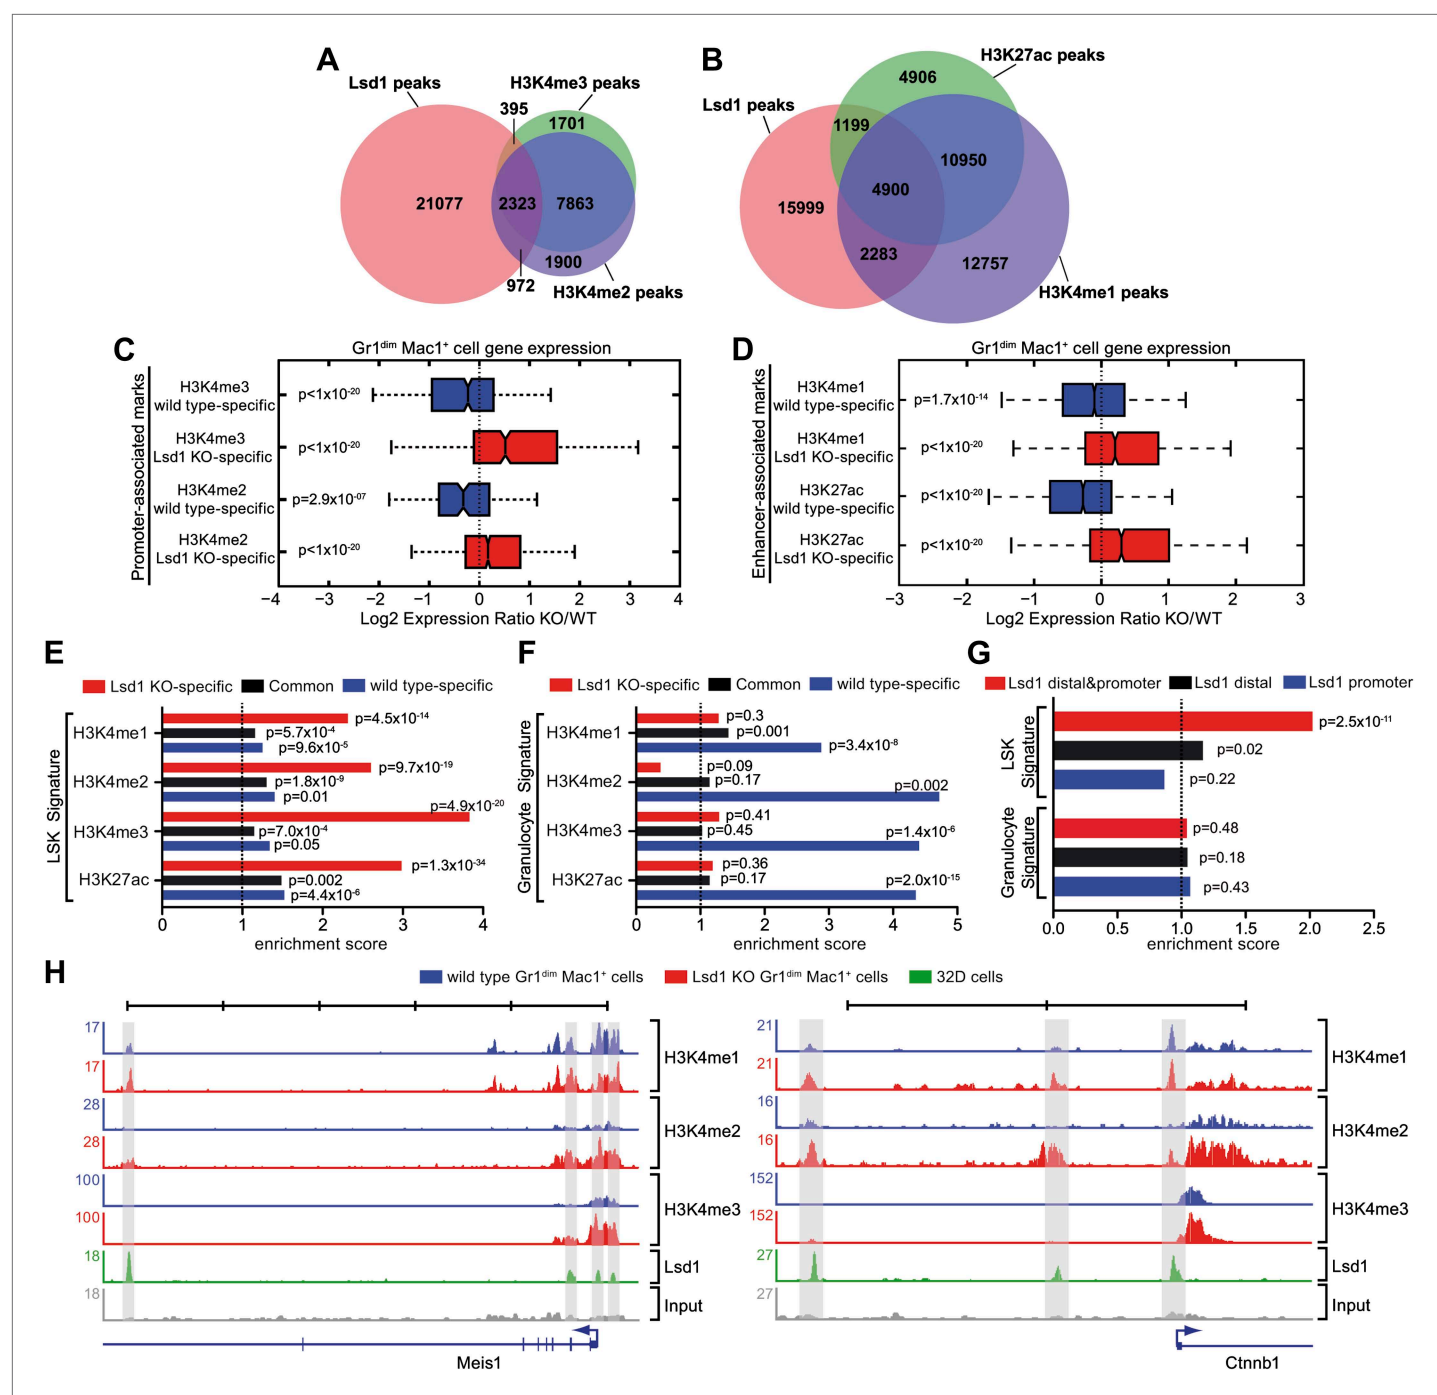 A
Lsd1 peaks
H3K4me3 peaks
395
1701
21077
2323
7863
1900
972
H3K4me2 peaks
B
H3K27ac peaks
4906
Lsd1 peaks
1199
10950
4900
15999
2283
12757
H3K4me1 peaks
C
Gr1dim Mac1+ cell gene expression
Promoter-associated marks
H3K4me3
wild type-specific
p<1x10-20
H3K4me3
Lsd1 KO-specific
p<1x10-20
H3K4me2
wild type-specific
p=2.9x10-07
H3K4me2
Lsd1 KO-specific
p<1x10-20
−4 −3 −2 −1 0 1 2 3 4
Log2 Expression Ratio KO/WT
D
Gr1dim Mac1+ cell gene expression
Enhancer-associated marks
H3K4me1
wild type-specific
p=1.7x10-14
H3K4me1
Lsd1 KO-specific
p<1x10-20
H3K27ac
wild type-specific
p<1x10-20
H3K27ac
Lsd1 KO-specific
p<1x10-20
−3 −2 −1 0 1 2 3
Log2 Expression Ratio KO/WT
E
Lsd1 KO-specific Common wild type-specific
LSK Signature
H3K4me1
p=4.5x10-14
p=5.7x10-4
p=9.6x10-5
H3K4me2
p=9.7x10-19
p=1.8x10-9
p=0.01
H3K4me3
p=4.9x10-20
p=7.0x10-4
p=0.05
H3K27ac
p=1.3x10-34
p=0.002
p=4.4x10-6
0 1 2 3 4
enrichment score
F
Lsd1 KO-specific Common wild type-specific
Granulocyte Signature
H3K4me1
p=0.3
p=0.001
p=3.4x10-8
H3K4me2
p=0.09
p=0.17
p=0.002
H3K4me3
p=0.41
p=0.45
p=1.4x10-6
H3K27ac
p=0.36
p=0.17
p=2.0x10-15
0 1 2 3 4 5
enrichment score
G
Lsd1 distal&promoter Lsd1 distal Lsd1 promoter
LSK
Signature
p=2.5x10-11
p=0.02
p=0.22
Granulocyte
Signature
p=0.48
p=0.18
p=0.43
0.0 0.5 1.0 1.5 2.0 2.5
enrichment score
H
wild type Gr1dim Mac1+ cells Lsd1 KO Gr1dim Mac1+ cells 32D cells
17
17
H3K4me1
28
28
H3K4me2
100
100
H3K4me3
18
Lsd1
18
Input
Meis1
21
21
H3K4me1
16
16
H3K4me2
152
152
H3K4me3
27
Lsd1
27
Input
Ctnnb1